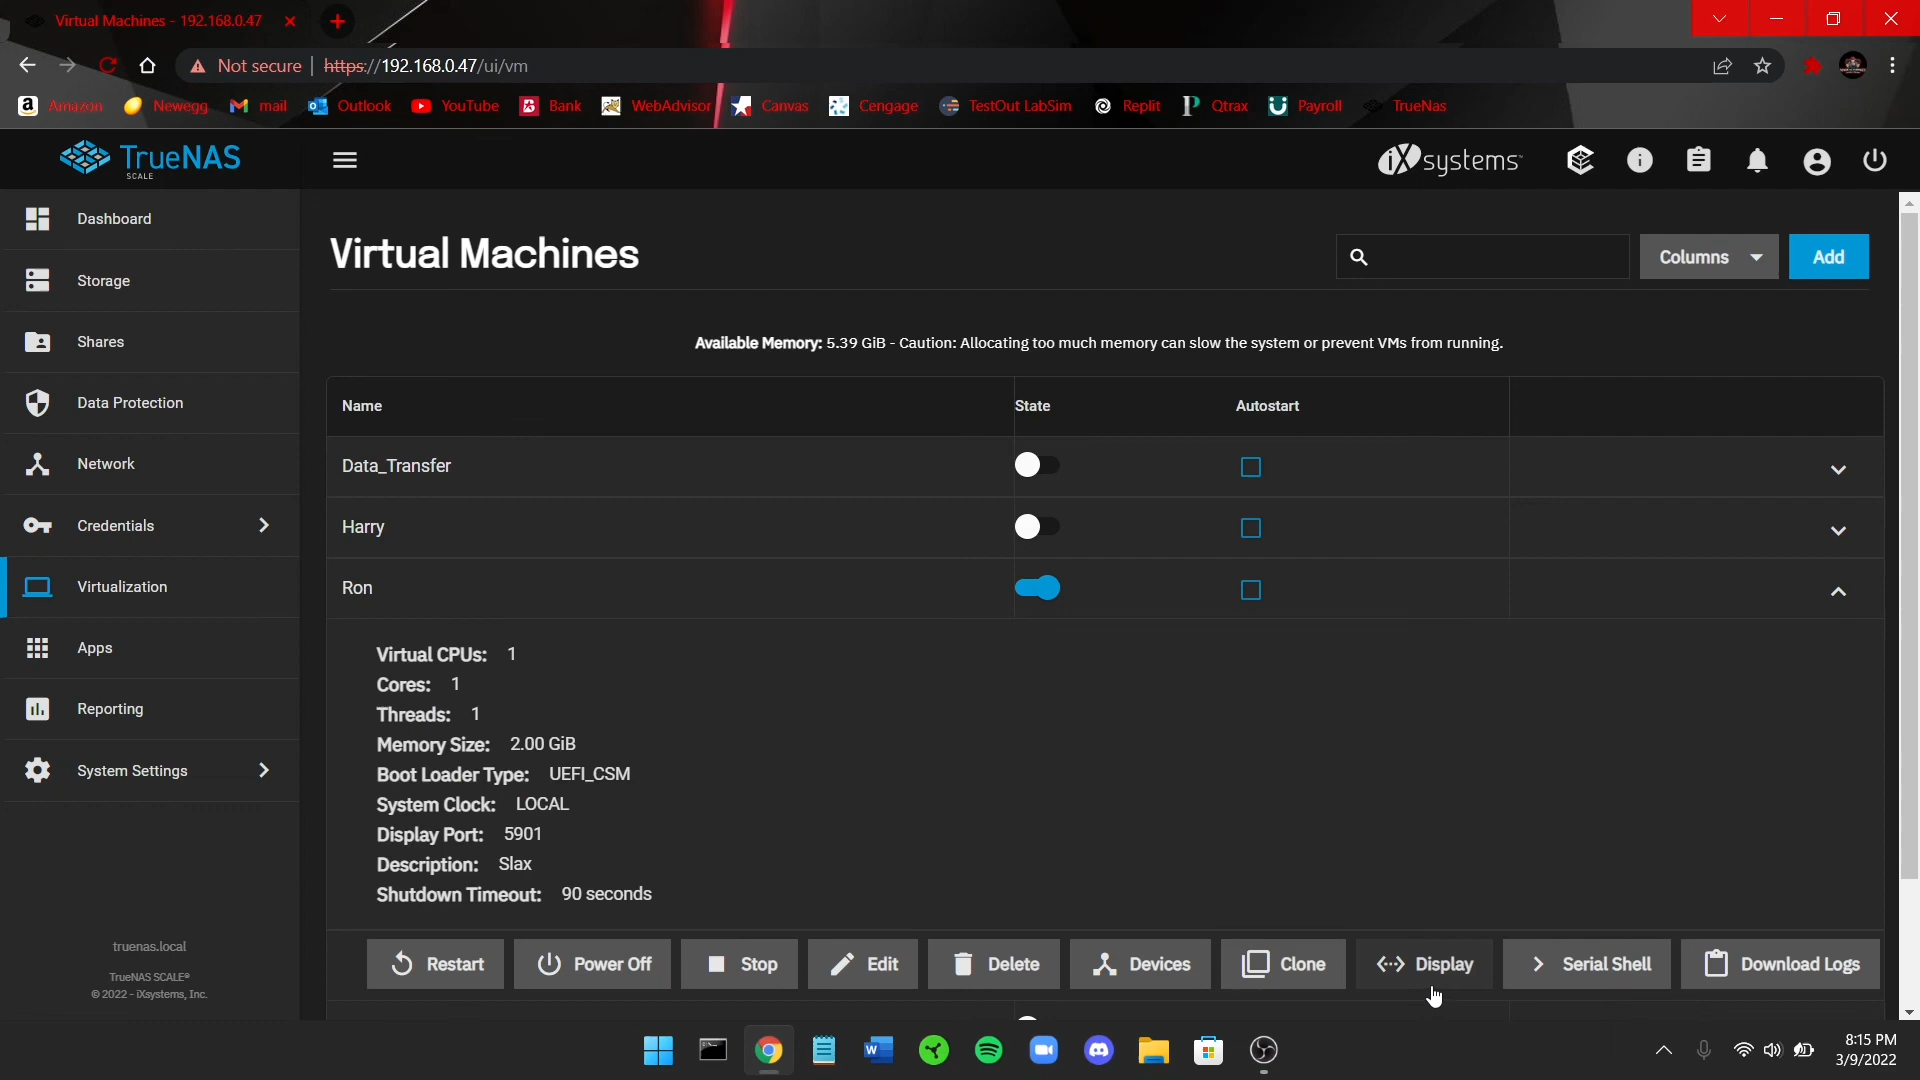 Virtual Machines - 192.168.0.47
Not secure
https://192.168.0.47/ui/vm
Amazon
Newegg
mail
Outlook
YouTube
Bank
WebAdvisor
Canvas
Cengage
TestOut LabSim
Replit
Qtrax
Payroll
TrueNas
TrueNAS
SCALE
iXsystems
Dashboard
Storage
Shares
Data Protection
Network
Credentials
Virtualization
Apps
Reporting
System Settings
truenas.local
TrueNAS SCALE®
© 2022 - iXsystems, Inc.
Virtual Machines
Columns
Add
Available Memory: 5.39 GiB - Caution: Allocating too much memory can slow the system or prevent VMs from running.
Name State Autostart
Data_Transfer
Harry
Ron
Virtual CPUs: 1
Cores: 1
Threads: 1
Memory Size: 2.00 GiB
Boot Loader Type: UEFI_CSM
System Clock: LOCAL
Display Port: 5901
Description: Slax
Shutdown Timeout: 90 seconds
Restart
Power Off
Stop
Edit
Delete
Devices
Clone
Display
Serial Shell
Download Logs
8:15 PM
3/9/2022